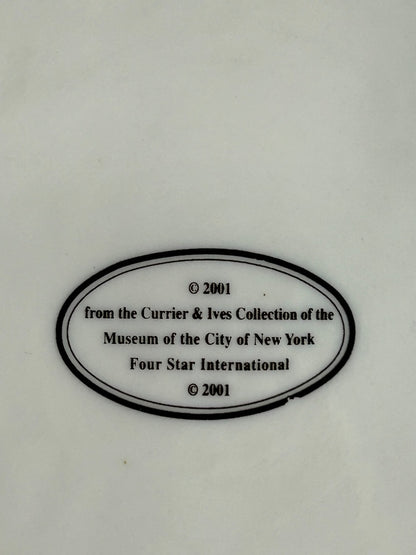 © 2001
from the Currier & Ives Collection of the
Museum of the City of New York
Four Star International
© 2001